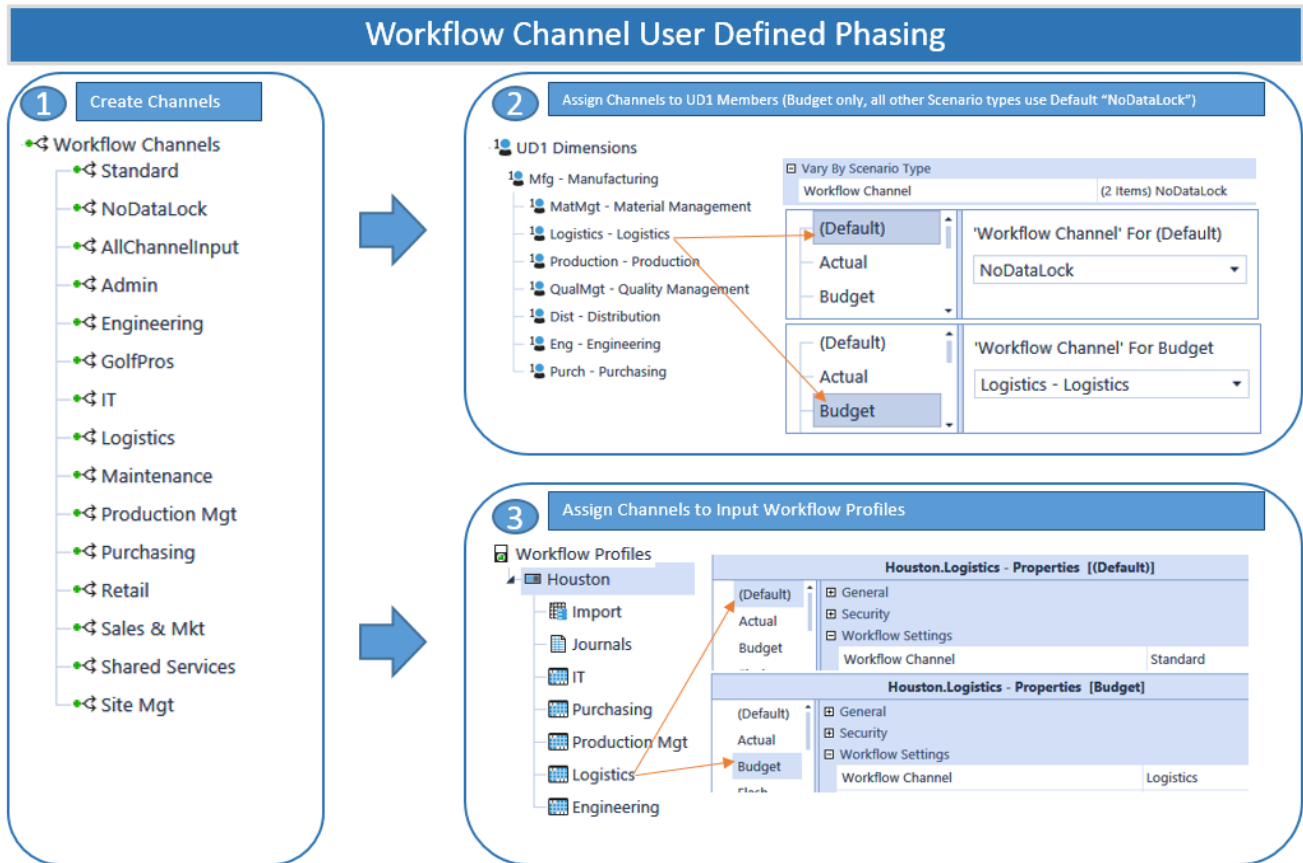 Workflow Channel User Defined Phasing
1 Create Channels
Workflow Channels
Standard
NoDataLock
AllChannelInput
Admin
Engineering
GolfPros
IT
Logistics
Maintenance
Production Mgt
Purchasing
Retail
Sales & Mkt
Shared Services
Site Mgt
2 Assign Channels to UD1 Members (Budget only, all other Scenario types use Default “NoDataLock”)
UD1 Dimensions
Mfg - Manufacturing
MatMgt - Material Management
Logistics - Logistics
Production - Production
QualMgt - Quality Management
Dist - Distribution
Eng - Engineering
Purch - Purchasing
Vary By Scenario Type
Workflow Channel (2 Items) NoDataLock
(Default)
Actual
Budget
'Workflow Channel' For (Default)
NoDataLock
(Default)
Actual
Budget
'Workflow Channel' For Budget
Logistics - Logistics
3 Assign Channels to Input Workflow Profiles
Workflow Profiles
Houston
Import
Journals
IT
Purchasing
Production Mgt
Logistics
Engineering
Houston.Logistics - Properties [(Default)]
(Default)
Actual
Budget
General
Security
Workflow Settings
Workflow Channel Standard
Houston.Logistics - Properties [Budget]
(Default)
Actual
Budget
General
Security
Workflow Settings
Workflow Channel Logistics